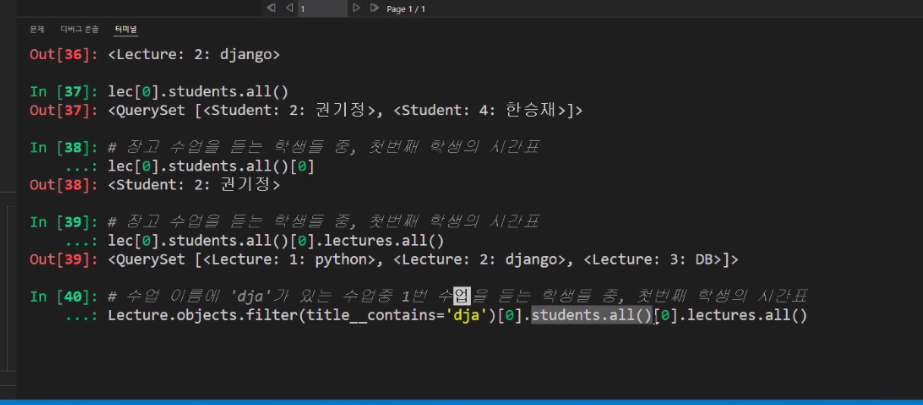 1 Page 1 / 1
문제 디버그 콘솔 터미널
Out[36]: <Lecture: 2: django>
In [37]: lec[0].students.all()
Out[37]: <QuerySet [<Student: 2: 권기정>, <Student: 4: 한승재>]>
In [38]: # 장고 수업을 듣는 학생들 중, 첫번째 학생의 시간표
...: lec[0].students.all()[0]
Out[38]: <Student: 2: 권기정>
In [39]: # 장고 수업을 듣는 학생들 중, 첫번째 학생의 시간표
...: lec[0].students.all()[0].lectures.all()
Out[39]: <QuerySet [<Lecture: 1: python>, <Lecture: 2: django>, <Lecture: 3: DB>]>
In [40]: # 수업 이름에 'dja'가 있는 수업중 1번 수업을 듣는 학생들 중, 첫번째 학생의 시간표
...: Lecture.objects.filter(title__contains='dja')[0].students.all()[0].lectures.all()